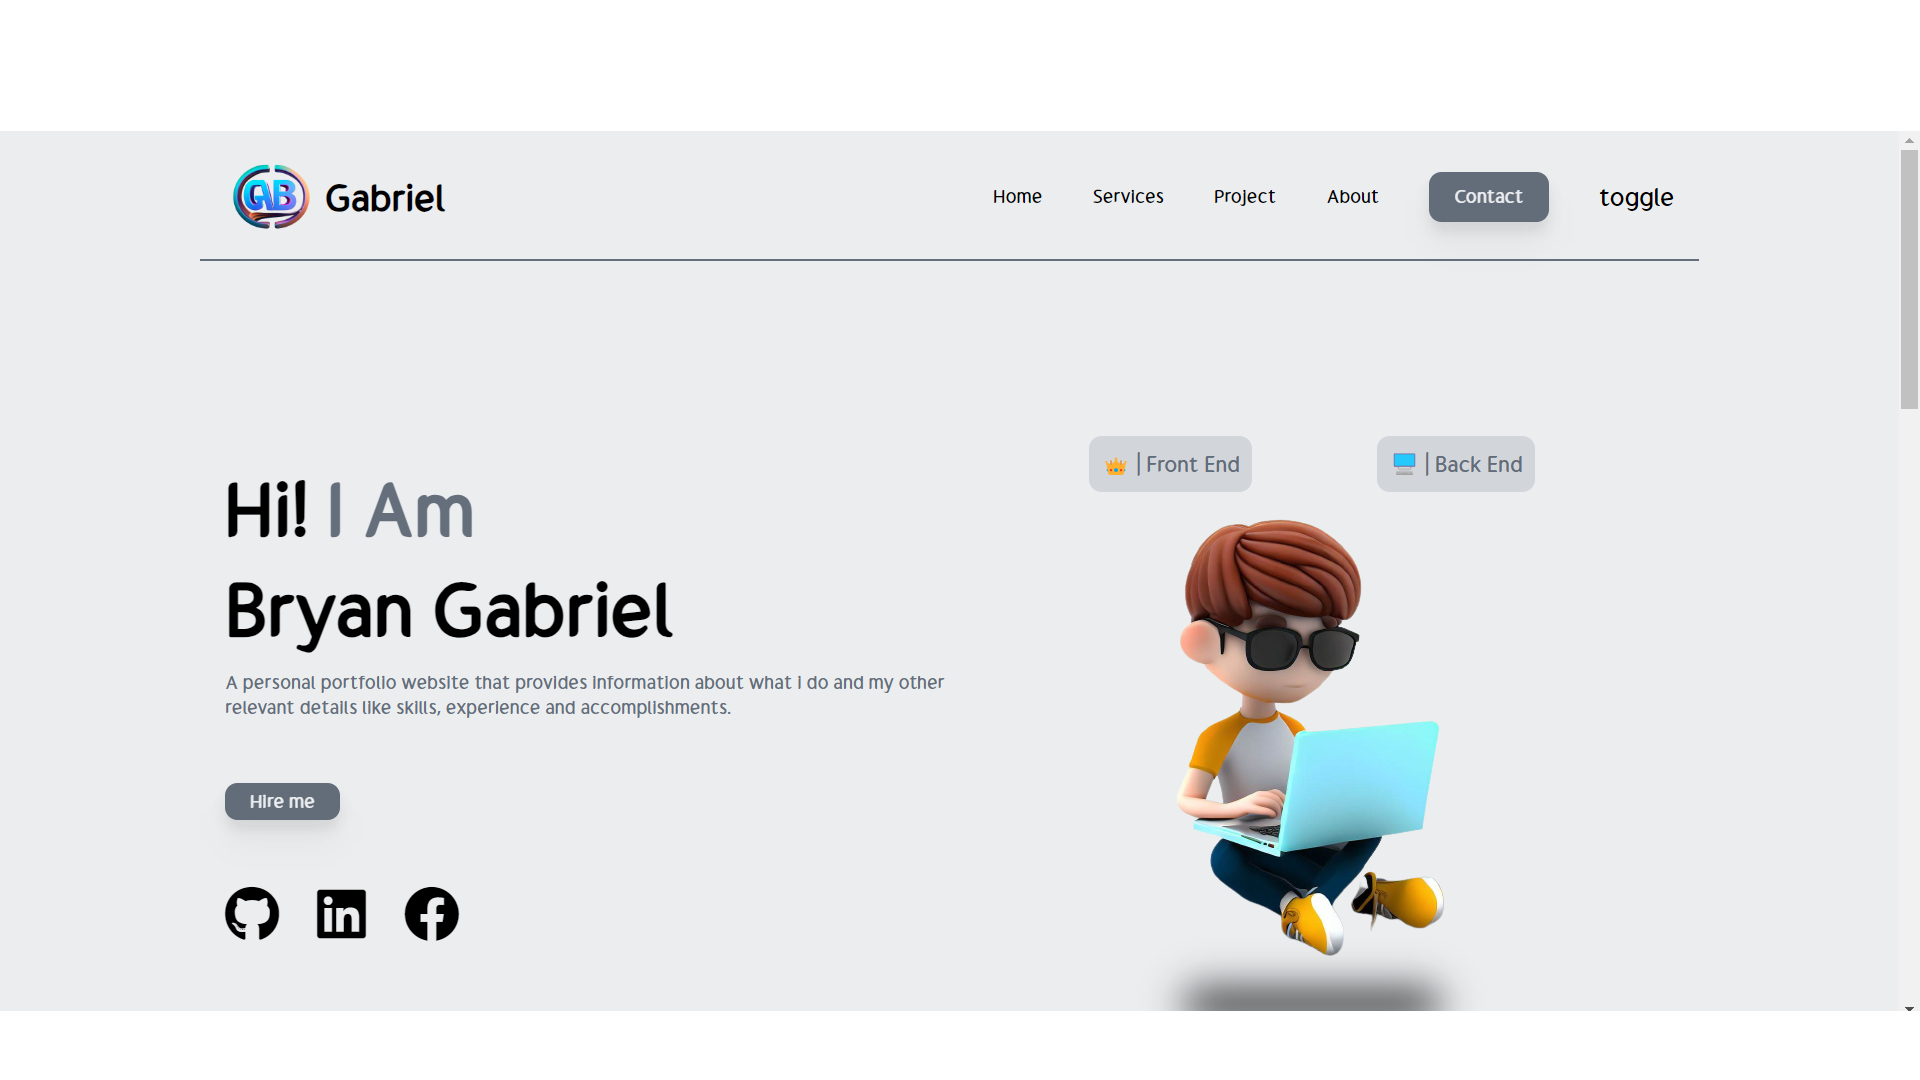 GB Gabriel
Home Services Project About Contact toggle
| Front End
| Back End
Hi! I Am
Bryan Gabriel
A personal portfolio website that provides information about what I do and my other
relevant details like skills, experience and accomplishments.
Hire me
in